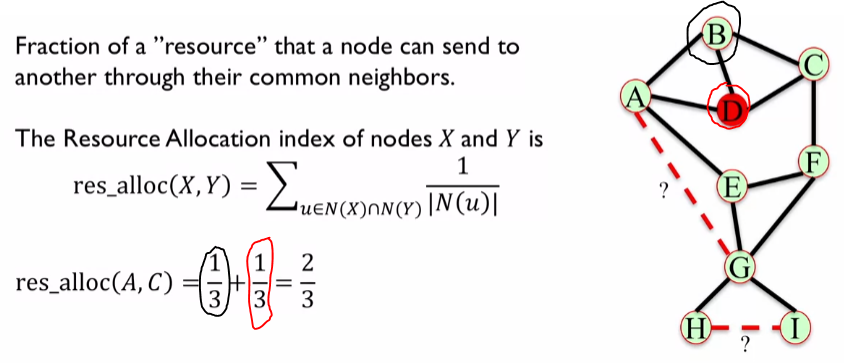 Fraction of a ”resource” that a node can send to
another through their common neighbors.
The Resource Allocation index of nodes X and Y is
res_alloc(X, Y) = ∑u∈N(X)∩N(Y) 1/|N(u)|
res_alloc(A, C) = 1/3 + 1/3 = 2/3
B
C
A
D
F
? E
G
H I
?